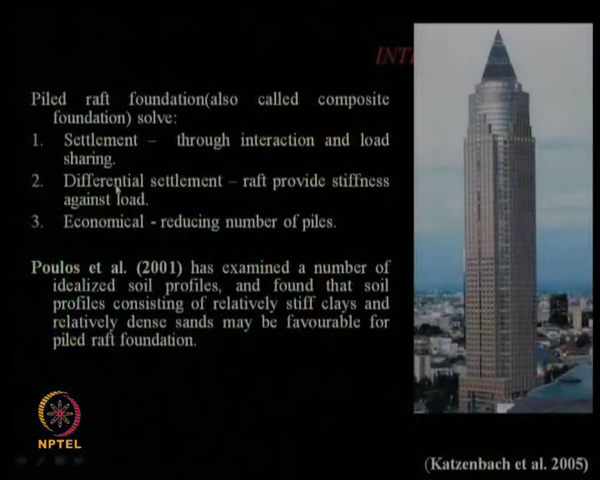 Piled raft foundation(also called composite
foundation) solve:
1. Settlement – through interaction and load
sharing.
2. Differential settlement – raft provide stiffness
against load.
3. Economical - reducing number of piles.
Poulos et al. (2001) has examined a number of
idealized soil profiles, and found that soil
profiles consisting of relatively stiff clays and
relatively dense sands may be favourable for
piled raft foundation.
NPTEL
(Katzenbach et al. 2005)